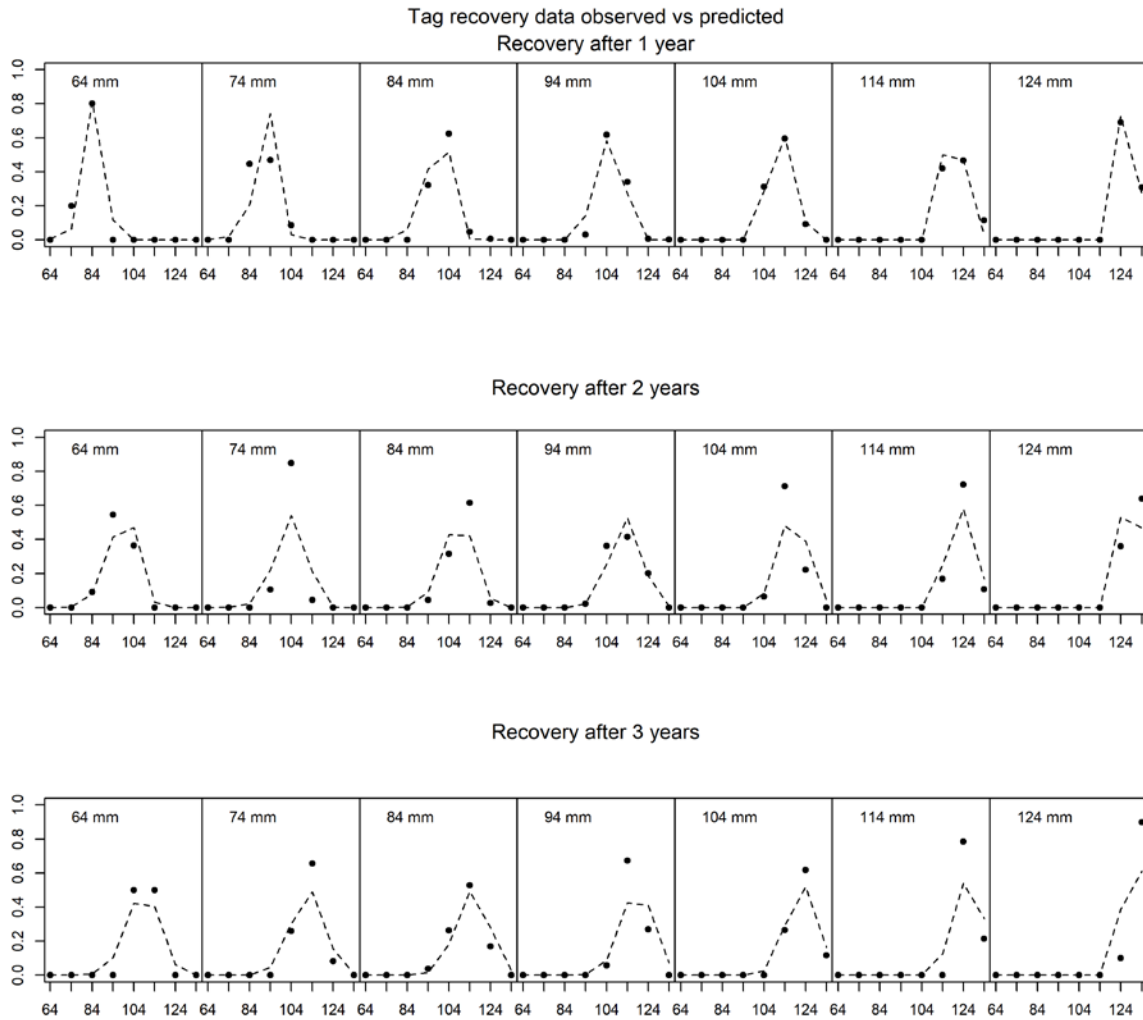 Tag recovery data observed vs predicted
Recovery after 1 year
64 mm 74 mm 84 mm 94 mm 104 mm 114 mm 124 mm
0.0 0.2 0.4 0.6 0.8 1.0
64 84 104 124 64 84 104 124 64 84 104 124 64 84 104 124 64 84 104 124 64 84 104 124 64 84 104 124
Recovery after 2 years
64 mm 74 mm 84 mm 94 mm 104 mm 114 mm 124 mm
0.0 0.2 0.4 0.6 0.8 1.0
64 84 104 124 64 84 104 124 64 84 104 124 64 84 104 124 64 84 104 124 64 84 104 124 64 84 104 124
Recovery after 3 years
64 mm 74 mm 84 mm 94 mm 104 mm 114 mm 124 mm
0.0 0.2 0.4 0.6 0.8 1.0
64 84 104 124 64 84 104 124 64 84 104 124 64 84 104 124 64 84 104 124 64 84 104 124 64 84 104 124